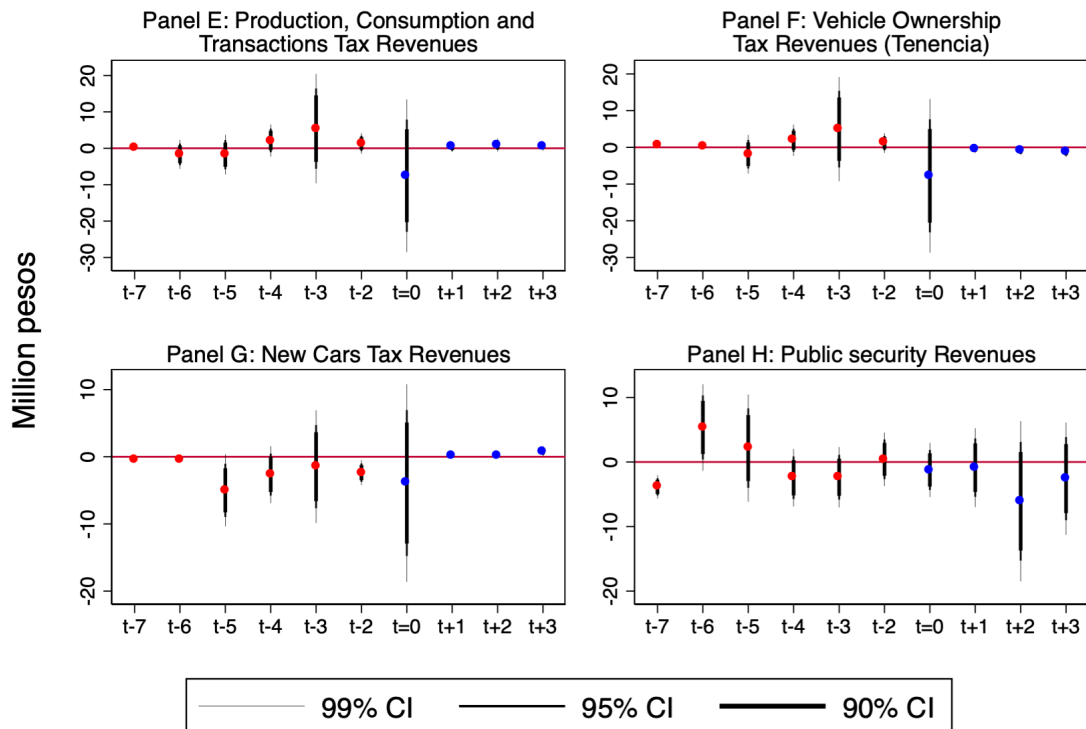 Panel E: Production, Consumption and
Transactions Tax Revenues
20
10
0
-10
-20
-30
t-7 t-6 t-5 t-4 t-3 t-2 t=0 t+1 t+2 t+3
Panel F: Vehicle Ownership
Tax Revenues (Tenencia)
20
10
0
-10
-20
-30
t-7 t-6 t-5 t-4 t-3 t-2 t=0 t+1 t+2 t+3
Million pesos
Panel G: New Cars Tax Revenues
10
0
-10
-20
t-7 t-6 t-5 t-4 t-3 t-2 t=0 t+1 t+2 t+3
Panel H: Public security Revenues
10
0
-10
-20
t-7 t-6 t-5 t-4 t-3 t-2 t=0 t+1 t+2 t+3
99% CI 95% CI 90% CI